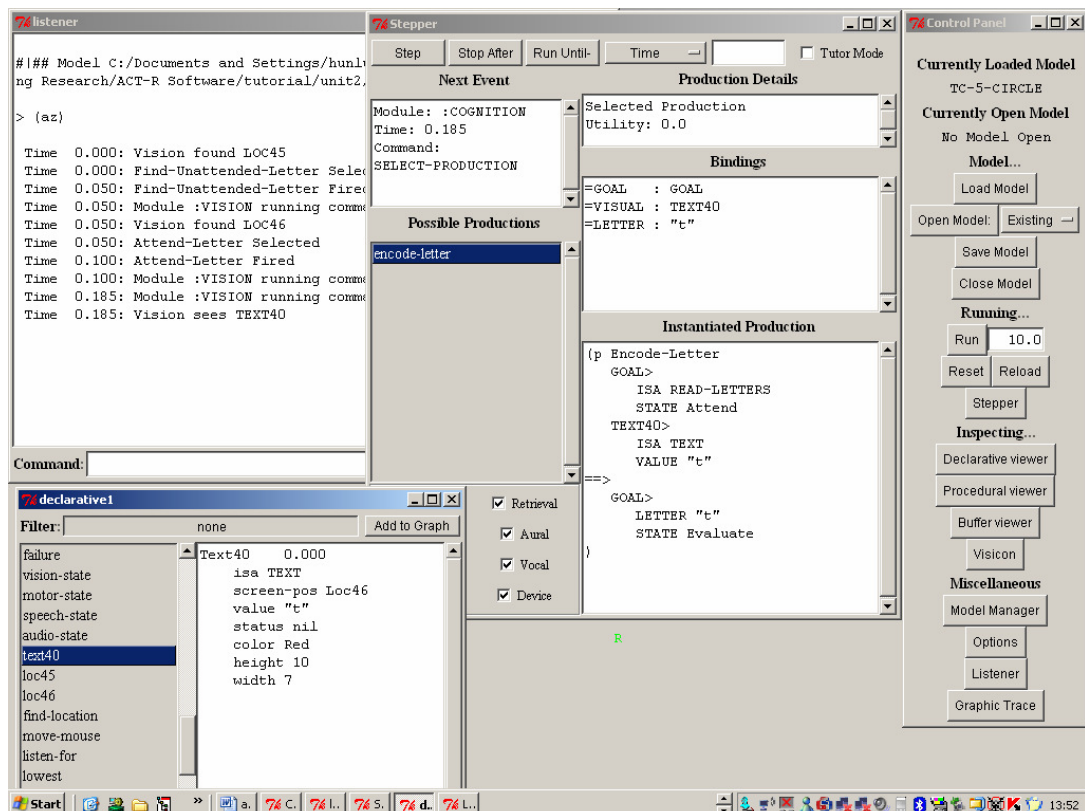 listener
#|## Model C:/Documents and Settings/hunl
ng Research/ACT-R Software/tutorial/unit2,
> (az)
Time 0.000: Vision found LOC45
Time 0.000: Find-Unattended-Letter Selec
Time 0.050: Find-Unattended-Letter Fired
Time 0.050: Module :VISION running comma
Time 0.050: Vision found LOC46
Time 0.050: Attend-Letter Selected
Time 0.100: Attend-Letter Fired
Time 0.100: Module :VISION running comma
Time 0.185: Module :VISION running comma
Time 0.185: Vision sees TEXT40
Command:
Stepper
Step Stop After Run Until- Time Tutor Mode
Next Event
Module: :COGNITION
Time: 0.185
Command:
SELECT-PRODUCTION
Possible Productions
encode-letter
Production Details
Selected Production
Utility: 0.0
Bindings
=GOAL : GOAL
=VISUAL : TEXT40
=LETTER : "t"
Instantiated Production
(p Encode-Letter
GOAL>
ISA READ-LETTERS
STATE Attend
TEXT40>
ISA TEXT
VALUE "t"
==>
GOAL>
LETTER "t"
STATE Evaluate
)
Control Panel
Currently Loaded Model
TC-5-CIRCLE
Currently Open Model
No Model Open
Model...
Load Model
Open Model: Existing
Save Model
Close Model
Running...
Run 10.0
Reset Reload
Stepper
Inspecting...
Declarative viewer
Procedural viewer
Buffer viewer
Visicon
Miscellaneous
Model Manager
Options
Listener
Graphic Trace
declarative1
Filter: none Add to Graph
failure
vision-state
motor-state
speech-state
audio-state
text40
loc45
loc46
find-location
move-mouse
listen-for
lowest
Text40 0.000
isa TEXT
screen-pos Loc46
value "t"
status nil
color Red
height 10
width 7
Retrieval
Aural
Vocal
Device
R
Start » a. C. l.. S. d.. L.. 13:52